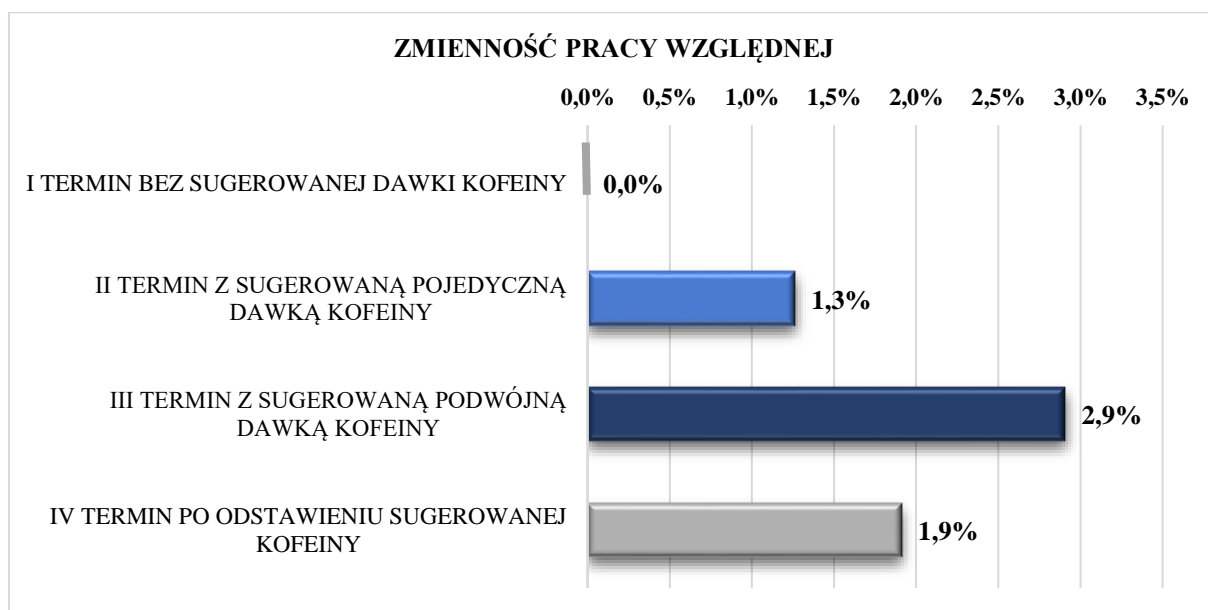 ZMIENNOŚĆ PRACY WZGLĘDNEJ
0,0% 0,5% 1,0% 1,5% 2,0% 2,5% 3,0% 3,5%
I TERMIN BEZ SUGEROWANEJ DAWKI KOFEINY
0,0%
II TERMIN Z SUGEROWANĄ POJEDYCZNĄ
DAWKĄ KOFEINY
1,3%
III TERMIN Z SUGEROWANĄ PODWÓJNĄ
DAWKĄ KOFEINY
2,9%
IV TERMIN PO ODSTAWIENIU SUGEROWANEJ
KOFEINY
1,9%